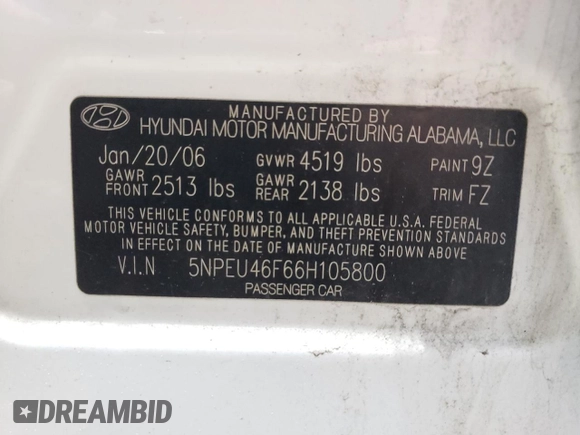 MANUFACTURED BY
HYUNDAI MOTOR MANUFACTURING ALABAMA, LLC
Jan/20/06 GVWR 4519 lbs PAINT 9Z
GAWR FRONT 2513 lbs GAWR REAR 2138 lbs TRIM FZ
THIS VEHICLE CONFORMS TO ALL APPLICABLE U.S.A. FEDERAL
MOTOR VEHICLE SAFETY, BUMPER, AND THEFT PREVENTION STANDARDS
IN EFFECT ON THE DATE OF MANUFACTURE SHOWN ABOVE
V.I.N 5NPEU46F66H105800
PASSENGER CAR
DREAMBID